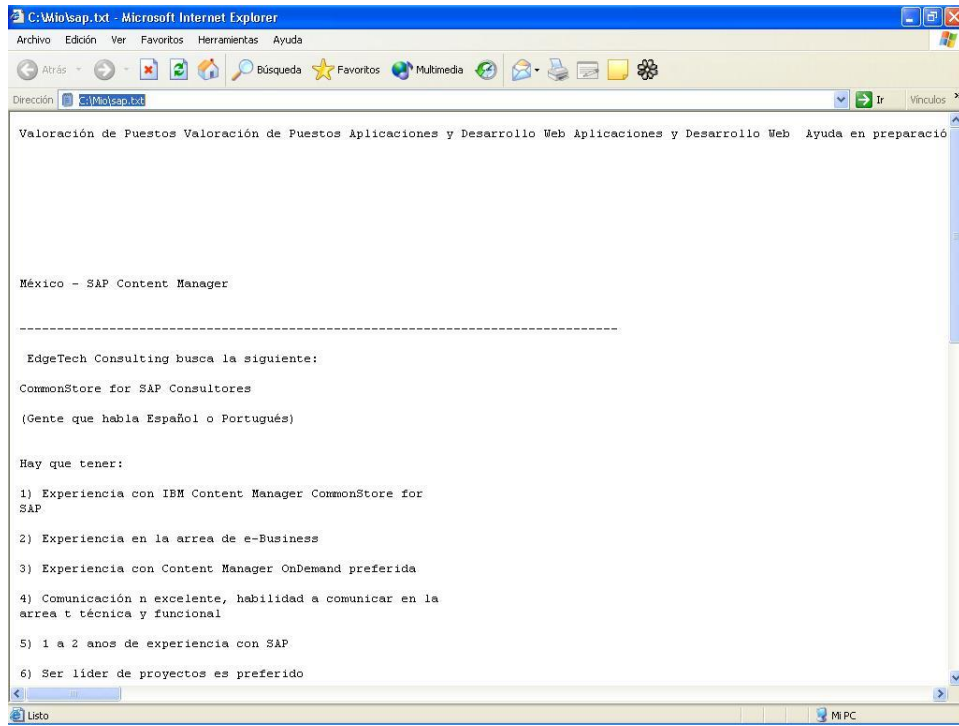 C:\Mio\sap.txt - Microsoft Internet Explorer
Archivo Edición Ver Favoritos Herramientas Ayuda
Atrás Búsqueda Favoritos Multimedia
Dirección C:\Mio\sap.txt Ir Vínculos »
Valoración de Puestos Valoración de Puestos Aplicaciones y Desarrollo Web Aplicaciones y Desarrollo Web Ayuda en preparació
México - SAP Content Manager
--------------------------------------------------------------------------------
EdgeTech Consulting busca la siguiente:
CommonStore for SAP Consultores
(Gente que habla Español o Portugués)
Hay que tener:
1) Experiencia con IBM Content Manager CommonStore for
SAP
2) Experiencia en la arrea de e-Business
3) Experiencia con Content Manager OnDemand preferida
4) Comunicación n excelente, habilidad a comunicar en la
arrea t técnica y funcional
5) 1 a 2 anos de experiencia con SAP
6) Ser líder de proyectos es preferido
Listo Mi PC